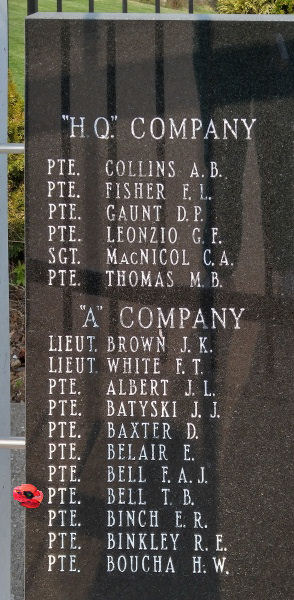 "H.Q." COMPANY
PTE. COLLINS A.B.
PTE. FISHER F.L.
PTE. GAUNT D.P.
PTE. LEONZIO G.F.
SGT. MACNICOL C.A.
PTE. THOMAS M.B.
"A" COMPANY
LIEUT. BROWN J.K.
LIEUT. WHITE F.T.
PTE. ALBERT J.L.
PTE. BATYSKI J.J.
PTE. BAXTER D.
PTE. BELAIR E.
PTE. BELL F.A.J.
PTE. BELL T.B.
PTE. BINCH E.R.
PTE. BINKLEY R.E.
PTE. BOUCHA H.W.